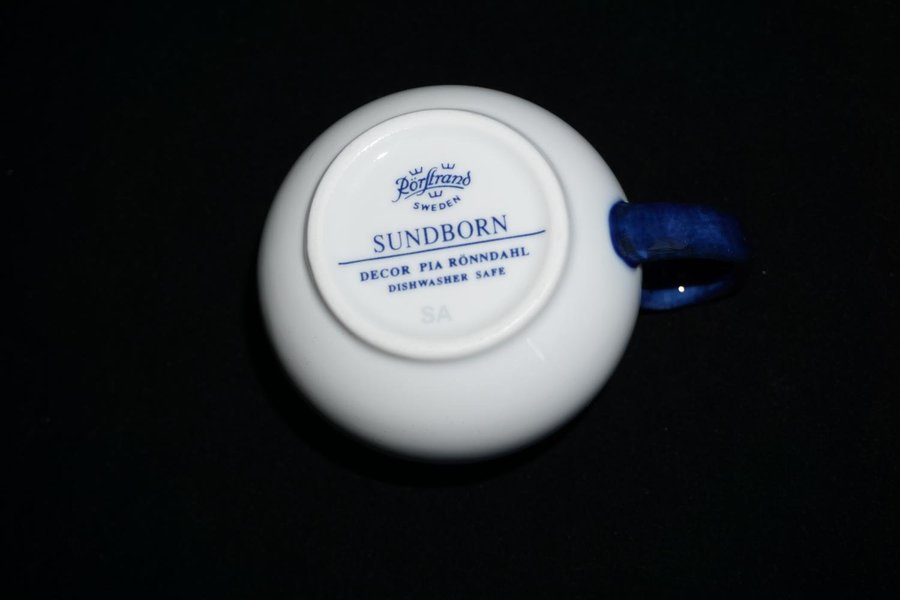 Rörstrand
SWEDEN
SUNDBORN
DECOR PIA RÖNNDAHL
DISHWASHER SAFE
SA